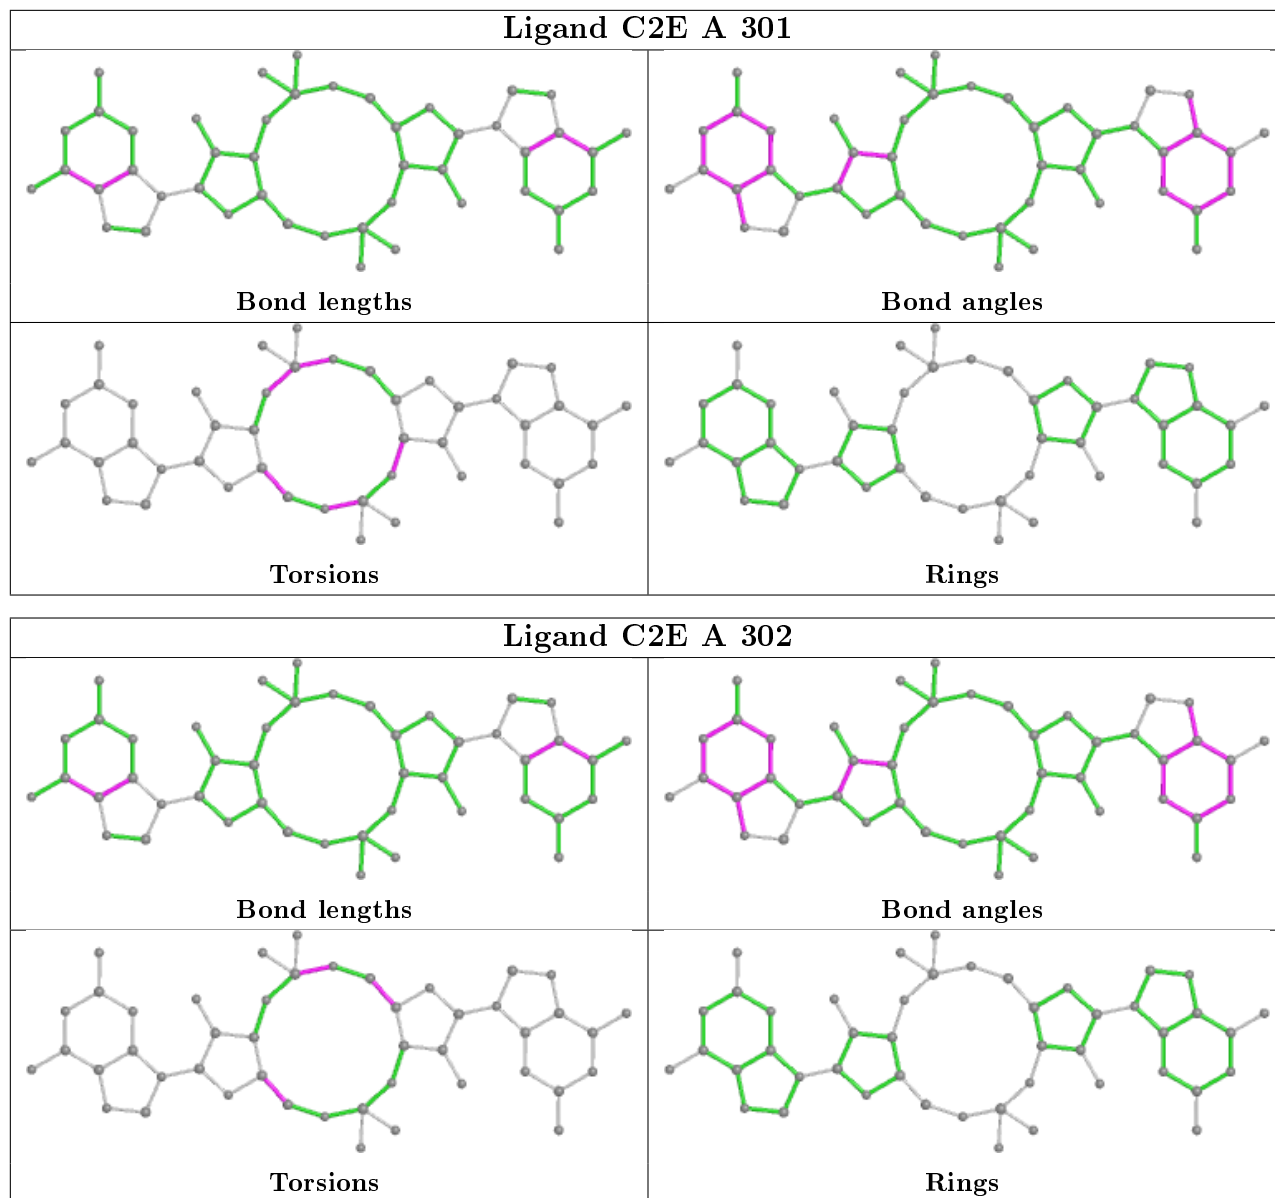 Ligand C2E A 301
Bond lengths
Bond angles
Torsions
Rings
Ligand C2E A 302
Bond lengths
Bond angles
Torsions
Rings